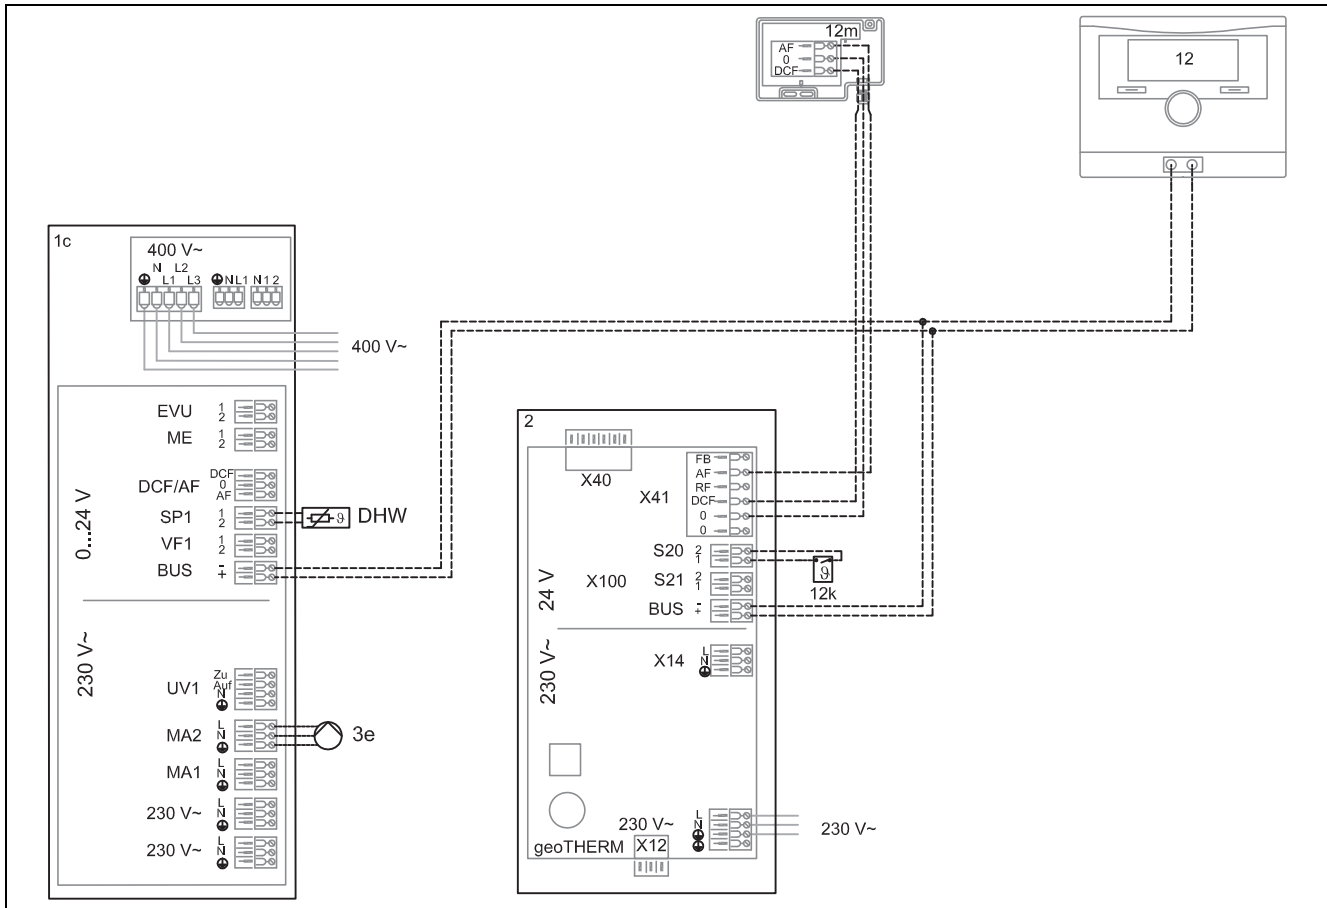 12m
AF
0
DCF
12
1c
400 V~
N L2
L1 L3
N L1 N 1 2
400 V~
EVU 1
2
ME 1
2
DCF/AF DCF
0
AF
SP1 1
2
DHW
VF1 1
2
BUS -
+
0....24 V
230 V~
UV1 Zu
Auf
N
MA2 L
N
3e
MA1 L
N
230 V~ L
N
230 V~ L
N
2
X40
X41
FB
AF
RF
DCF
0
0
S20 2
1
12k
X100
S21 2
1
BUS -
+
24 V
230 V~
X14 L
N
230 V~ L
N
230 V~
geoTHERM X12